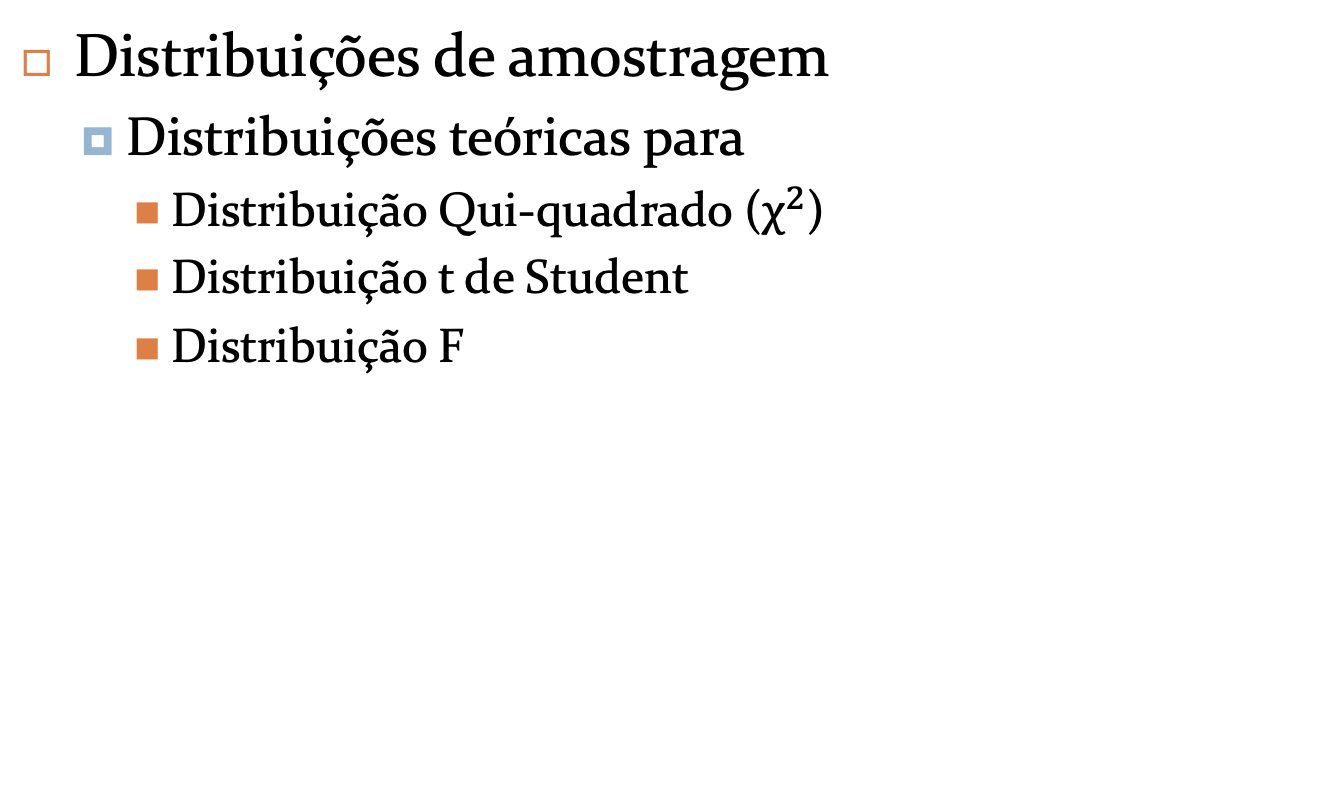 Distribuições de amostragem
Distribuições teóricas para
Distribuição Qui-quadrado (χ²)
Distribuição t de Student
Distribuição F